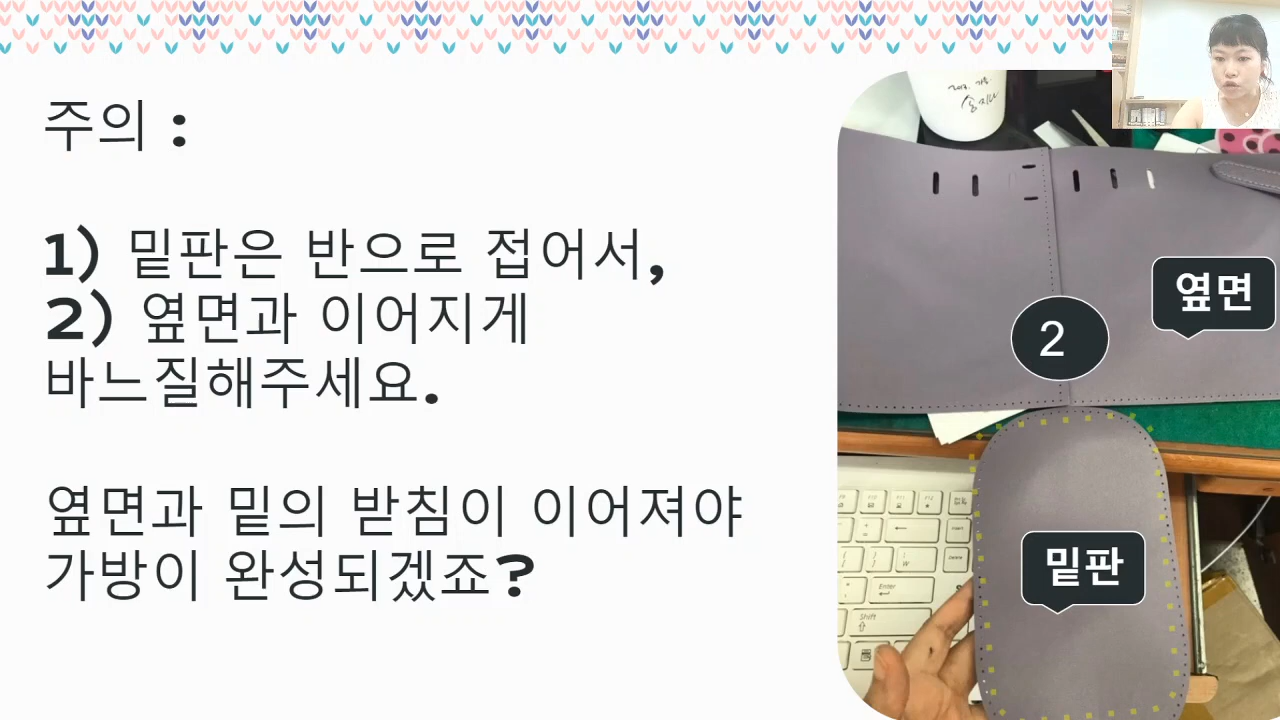 주의 :
1) 밑판은 반으로 접어서,
2) 옆면과 이어지게
바느질해주세요.
옆면과 밑의 받침이 이어져야
가방이 완성되겠죠?
옆면
2
밑판
Enter
Shift